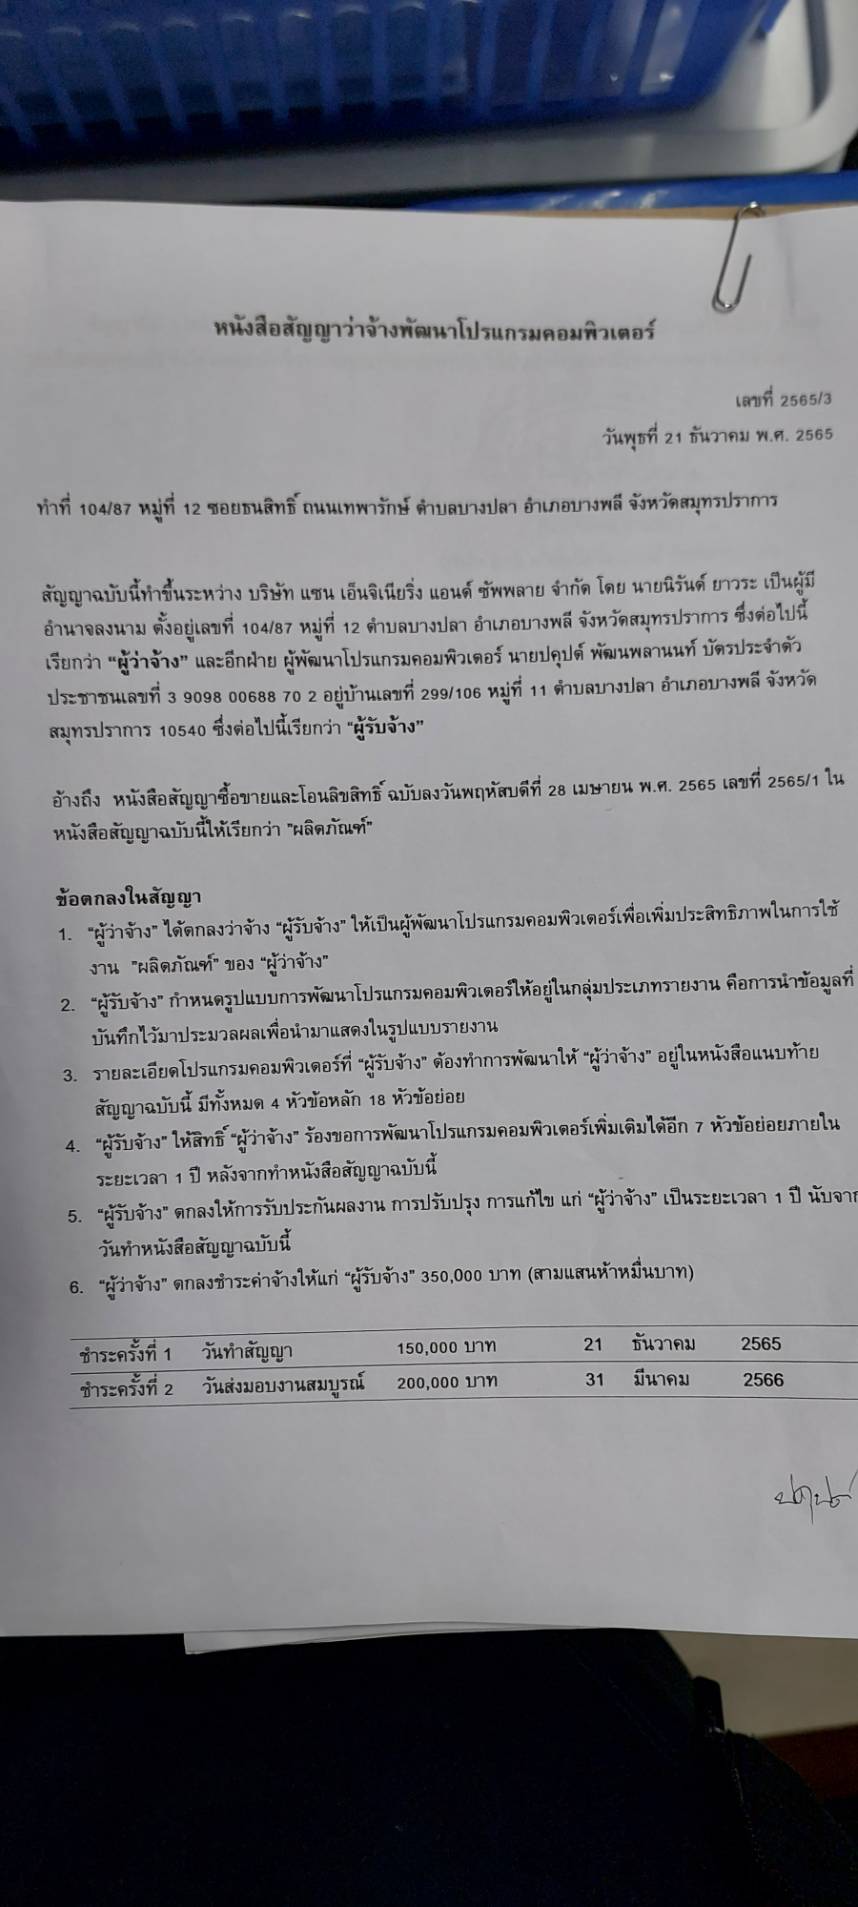 หนังสือสัญญาว่าจ้างพัฒนาโปรแกรมคอมพิวเตอร์
เลขที่ 2565/3
วันพุธที่ 21 ธันวาคม พ.ศ. 2565
ทำที่ 104/87 หมู่ที่ 12 ซอยธนสิทธิ์ ถนนเทพารักษ์ ตำบลบางปลา อำเภอบางพลี จังหวัดสมุทรปราการ
สัญญาฉบับนี้ทำขึ้นระหว่าง บริษัท แซน เอ็นจิเนียริ่ง แอนด์ ซัพพลาย จำกัด โดย นายนิรันด์ ยาวระ เป็นผู้มี
อำนาจลงนาม ตั้งอยู่เลขที่ 104/87 หมู่ที่ 12 ตำบลบางปลา อำเภอบางพลี จังหวัดสมุทรปราการ ซึ่งต่อไปนี้
เรียกว่า “ผู้ว่าจ้าง” และอีกฝ่าย ผู้พัฒนาโปรแกรมคอมพิวเตอร์ นายปคุปต์ พัฒนพลานนท์ บัตรประจำตัว
ประชาชนเลขที่ 3 9098 00688 70 2 อยู่บ้านเลขที่ 299/106 หมู่ที่ 11 ตำบลบางปลา อำเภอบางพลี จังหวัด
สมุทรปราการ 10540 ซึ่งต่อไปนี้เรียกว่า “ผู้รับจ้าง”
อ้างถึง หนังสือสัญญาซื้อขายและโอนลิขสิทธิ์ ฉบับลงวันพฤหัสบดีที่ 28 เมษายน พ.ศ. 2565 เลขที่ 2565/1 ใน
หนังสือสัญญาฉบับนี้ให้เรียกว่า "ผลิตภัณฑ์"
ข้อตกลงในสัญญา
1. “ผู้ว่าจ้าง” ได้ตกลงว่าจ้าง “ผู้รับจ้าง” ให้เป็นผู้พัฒนาโปรแกรมคอมพิวเตอร์เพื่อเพิ่มประสิทธิภาพในการใช้
งาน "ผลิตภัณฑ์" ของ “ผู้ว่าจ้าง”
2. “ผู้รับจ้าง” กำหนดรูปแบบการพัฒนาโปรแกรมคอมพิวเตอร์ให้อยู่ในกลุ่มประเภทรายงาน คือการนำข้อมูลที่
บันทึกไว้มาประมวลผลเพื่อนำมาแสดงในรูปแบบรายงาน
3. รายละเอียดโปรแกรมคอมพิวเตอร์ที่ “ผู้รับจ้าง” ต้องทำการพัฒนาให้ “ผู้ว่าจ้าง” อยู่ในหนังสือแนบท้าย
สัญญาฉบับนี้ มีทั้งหมด 4 หัวข้อหลัก 18 หัวข้อย่อย
4. “ผู้รับจ้าง” ให้สิทธิ์ “ผู้ว่าจ้าง” ร้องขอการพัฒนาโปรแกรมคอมพิวเตอร์เพิ่มเติมได้อีก 7 หัวข้อย่อยภายใน
ระยะเวลา 1 ปี หลังจากทำหนังสือสัญญาฉบับนี้
5. “ผู้รับจ้าง” ตกลงให้การรับประกันผลงาน การปรับปรุง การแก้ไข แก่ “ผู้ว่าจ้าง” เป็นระยะเวลา 1 ปี นับจาก
วันทำหนังสือสัญญาฉบับนี้
6. “ผู้ว่าจ้าง” ตกลงชำระค่าจ้างให้แก่ “ผู้รับจ้าง” 350,000 บาท (สามแสนห้าหมื่นบาท)
ชำระครั้งที่ 1 วันทำสัญญา 150,000 บาท 21 ธันวาคม 2565
ชำระครั้งที่ 2 วันส่งมอบงานสมบูรณ์ 200,000 บาท 31 มีนาคม 2566